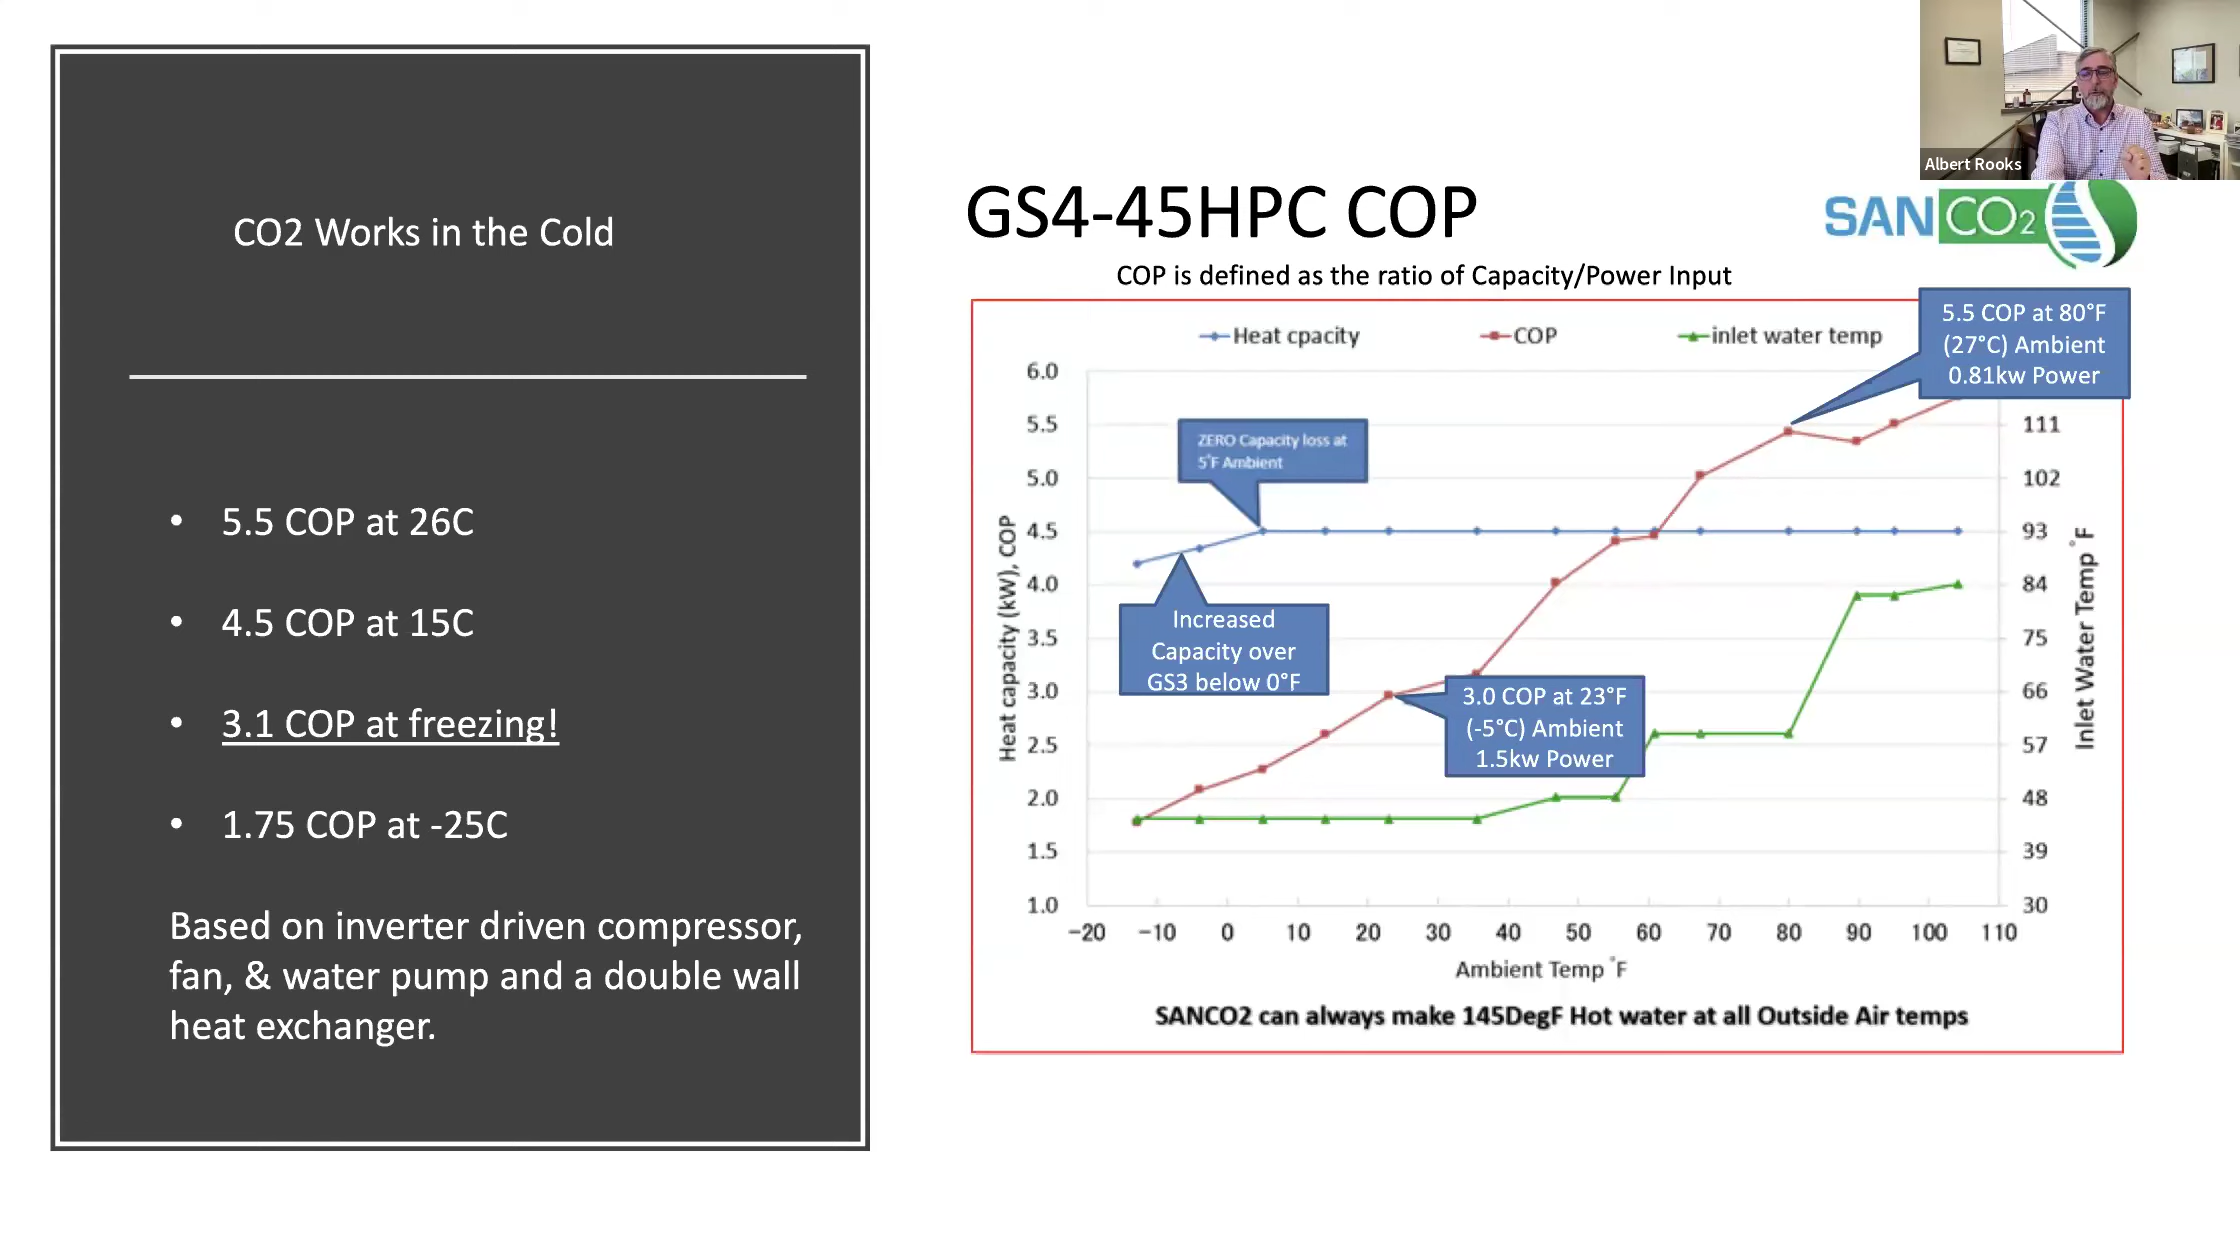 CO2 Works in the Cold
• 5.5 COP at 26C
• 4.5 COP at 15C
• 3.1 COP at freezing!
• 1.75 COP at -25C
Based on inverter driven compressor,
fan, & water pump and a double wall
heat exchanger.
Albert Rooks
GS4-45HPC COP
SANCO2
COP is defined as the ratio of Capacity/Power Input
Heat cpacity
COP
inlet water temp
5.5 COP at 80°F
(27°C) Ambient
0.81kw Power
ZERO Capacity loss at
5°F Ambient
Increased
Capacity over
GS3 below 0°F
3.0 COP at 23°F
(-5°C) Ambient
1.5kw Power
Heat capacity (kW), COP
6.0
5.5
5.0
4.5
4.0
3.5
3.0
2.5
2.0
1.5
1.0
111
102
93
84
75
66
57
48
39
30
Inlet Water Temp °F
−20 −10 0 10 20 30 40 50 60 70 80 90 100 110
Ambient Temp °F
SANCO2 can always make 145DegF Hot water at all Outside Air temps